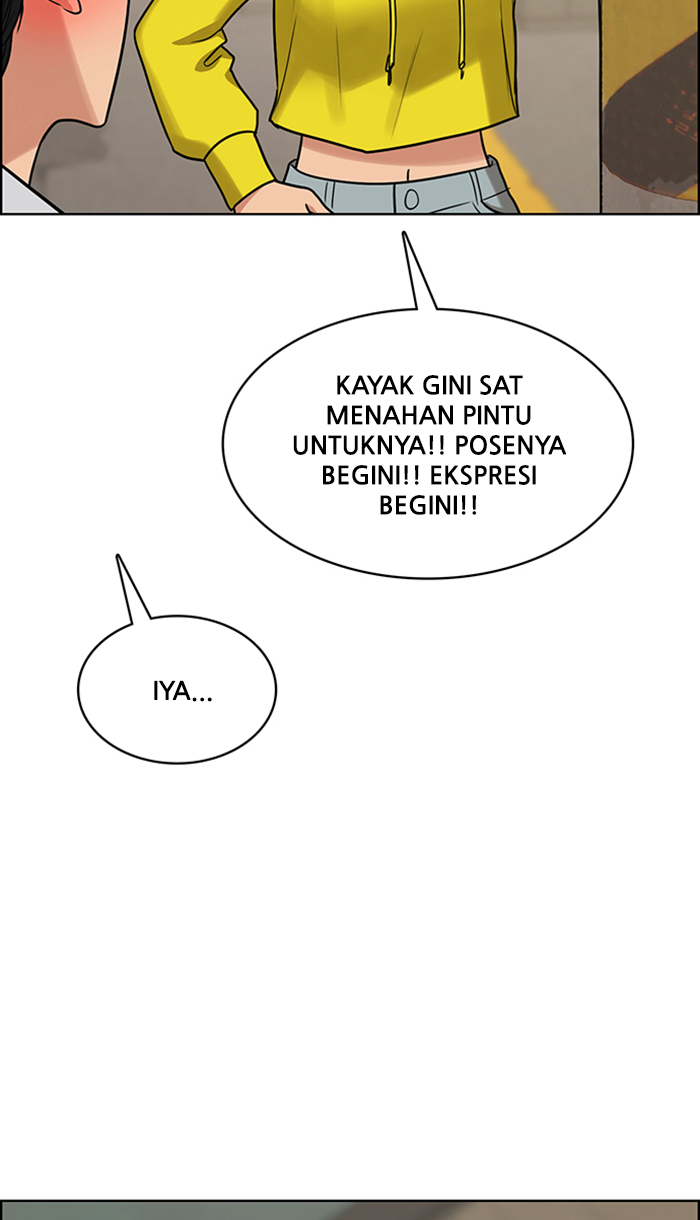 KAYAK GINI SAT
MENAHAN PINTU
UNTUKNYA!! POSENYA
BEGINI!! EKSPRESI
BEGINI!!
IYA...